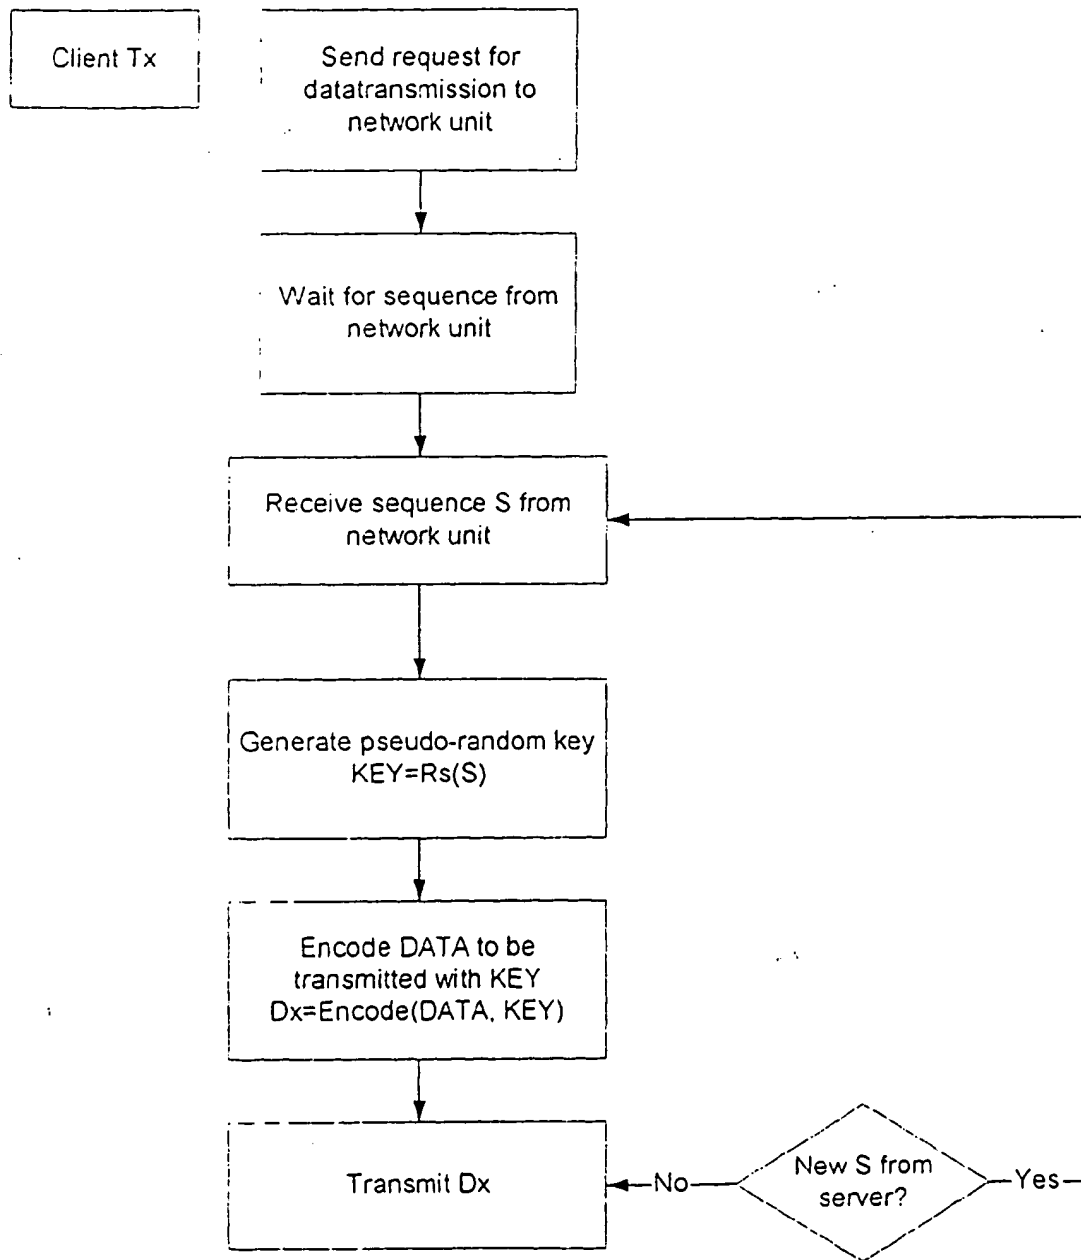 Client Tx
Send request for
datatransmission to
network unit
Wait for sequence from
network unit
Receive sequence S from
network unit
Generate pseudo-random key
KEY=Rs(S)
Encode DATA to be
transmitted with KEY
Dx=Encode(DATA, KEY)
Transmit Dx
No
New S from
server?
Yes